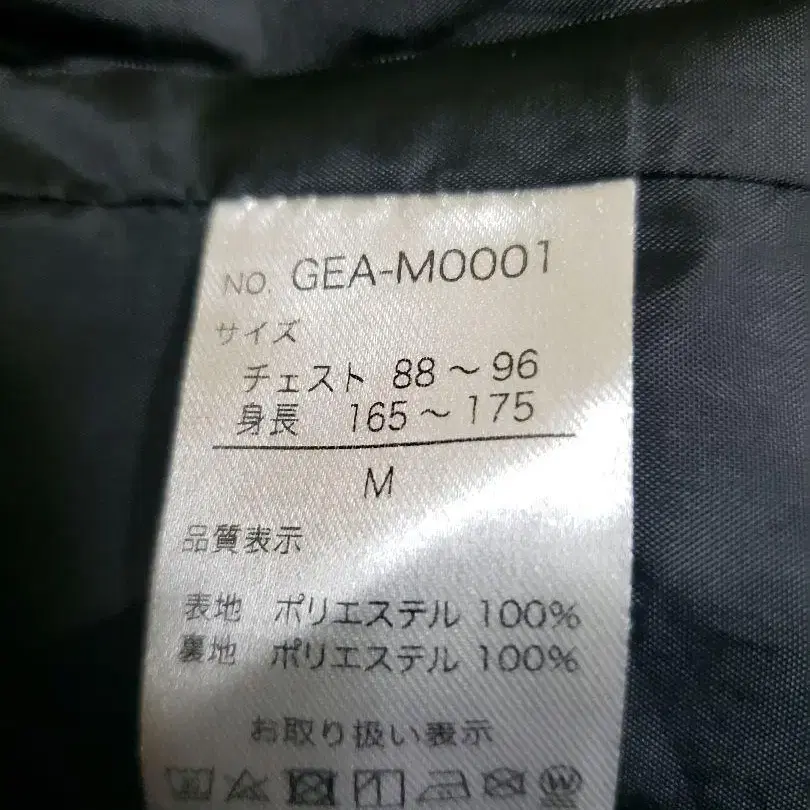 NO. GEA-M0001
サイズ
チェスト 88～96
身長 165～175
M
品質表示
表地 ポリエステル 100%
裏地 ポリエステル 100%
お取り扱い表示
W